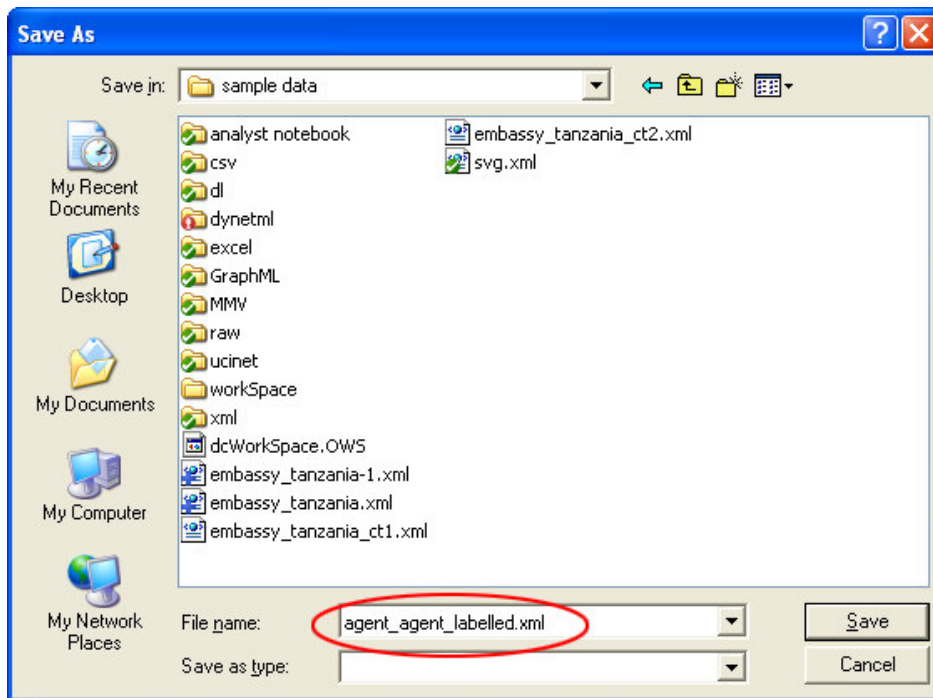 Save As
Save in: sample data
My Recent Documents
Desktop
My Documents
My Computer
My Network Places
analyst notebook
csv
dl
dynetml
excel
GraphML
MMV
raw
ucinet
workSpace
xml
dcWorkSpace.OWS
embassy_tanzania-1.xml
embassy_tanzania.xml
embassy_tanzania_ct1.xml
embassy_tanzania_ct2.xml
svg.xml
File name: agent_agent_labelled.xml
Save
Save as type:
Cancel